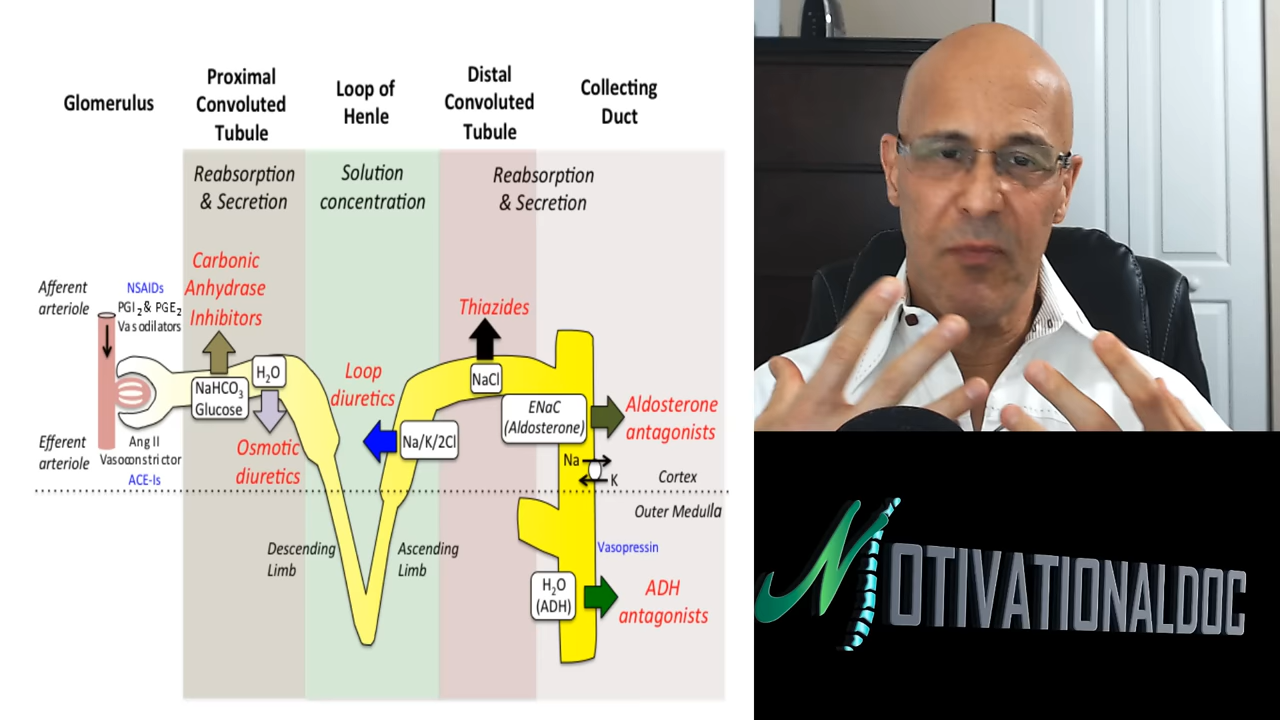 Glomerulus
Proximal
Convoluted
Tubule
Loop of
Henle
Distal
Convoluted
Tubule
Collecting
Duct
Reabsorption
& Secretion
Solution
concentration
Reabsorption
& Secretion
Afferent
arteriole
NSAIDs
PGI2 & PGE2
Vasodilators
Carbonic
Anhydrase
Inhibitors
NaHCO3
Glucose
H2O
Osmotic
diuretics
Loop
diuretics
Na/K/2Cl
Thiazides
NaCl
ENaC
(Aldosterone)
Aldosterone
antagonists
Efferent
arteriole
Ang II
Vasoconstrictor
ACE-Is
Na
K
Cortex
Outer Medulla
Descending
Limb
Ascending
Limb
Vasopressin
H2O
(ADH)
ADH
antagonists
MOTIVATIONALDOC